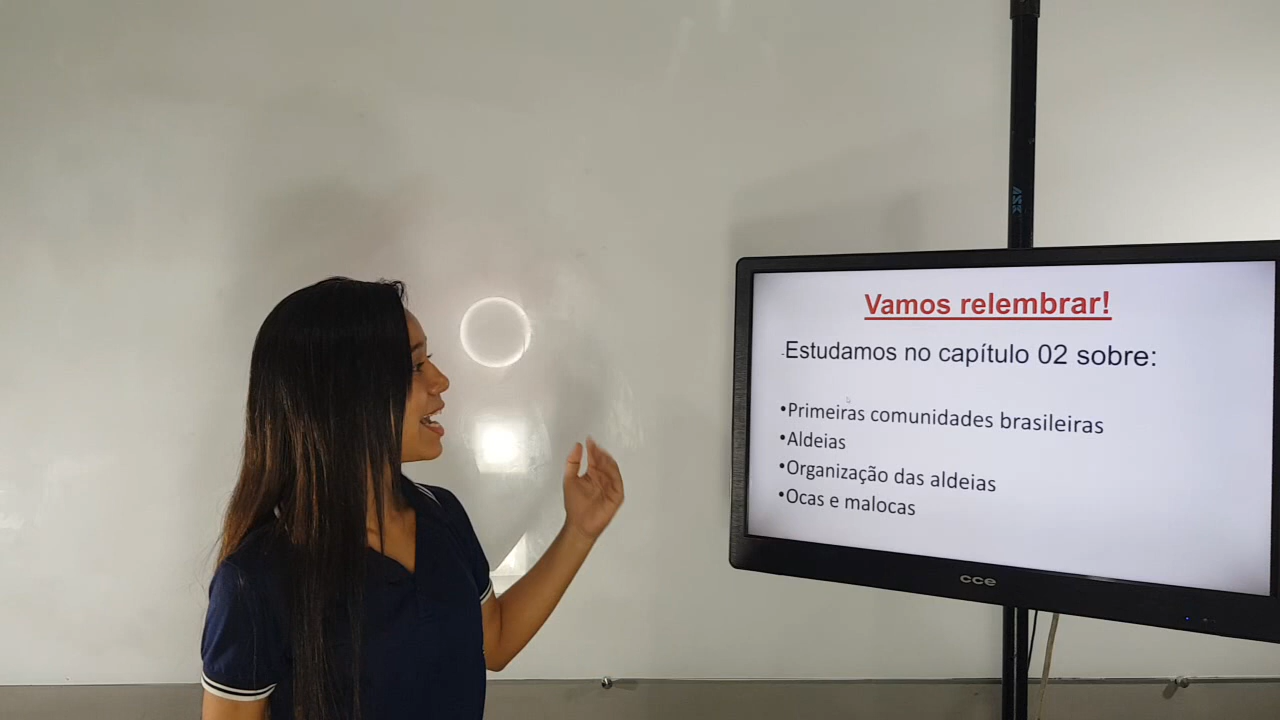 Vamos relembrar!
-Estudamos no capítulo 02 sobre:
•Primeiras comunidades brasileiras
•Aldeias
•Organização das aldeias
•Ocas e malocas
cce